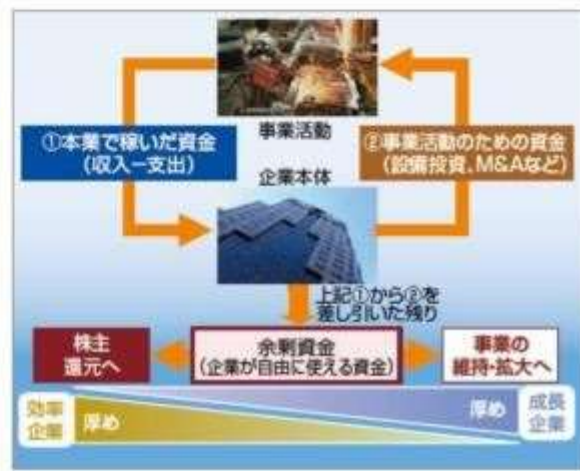 事業活動
①本業で稼いだ資金
(収入ー支出)
②事業活動のための資金
(設備投資、M&Aなど)
企業本体
上記①から②を
差し引いた残り
株主
還元へ
余剰資金
(企業が自由に使える資金)
事業の
維持・拡大へ
効率
企業
厚め
厚め
成長
企業